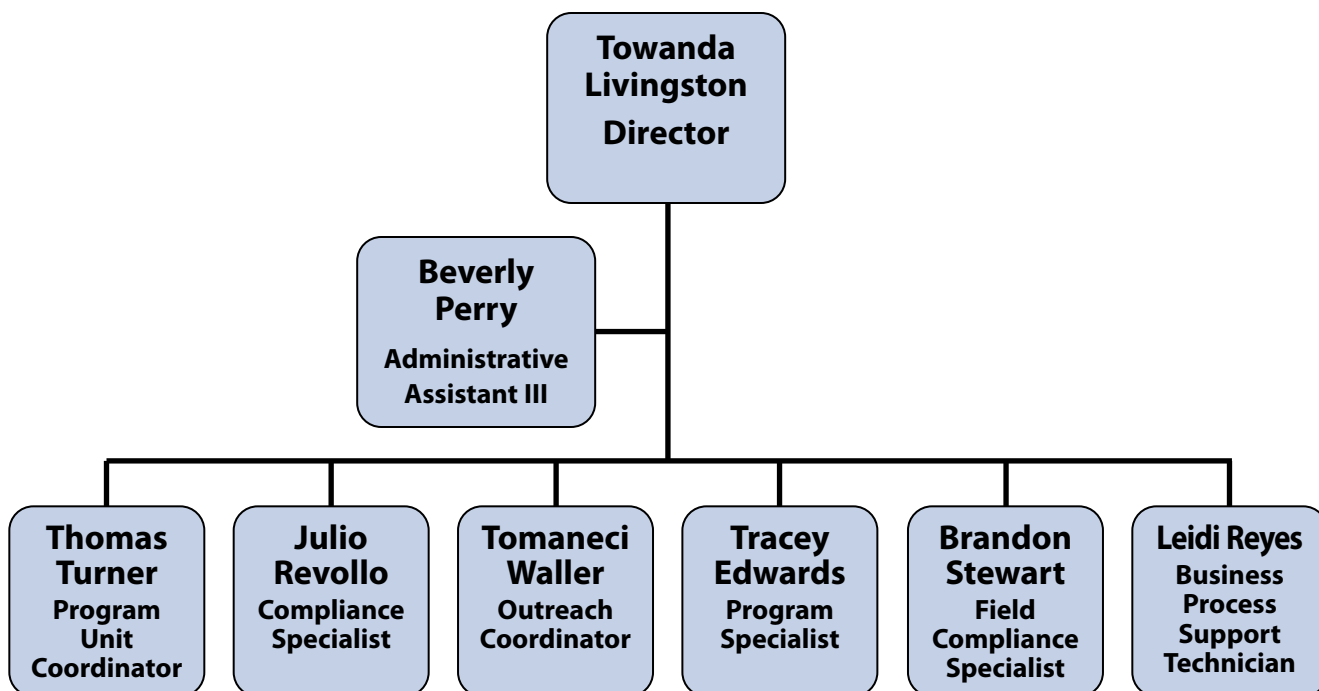 Towanda
Livingston
Director
Beverly
Perry
Administrative
Assistant III
Thomas
Turner
Program
Unit
Coordinator
Julio
Revollo
Compliance
Specialist
Tomaneci
Waller
Outreach
Coordinator
Tracey
Edwards
Program
Specialist
Brandon
Stewart
Field
Compliance
Specialist
Leidi Reyes
Business
Process
Support
Technician